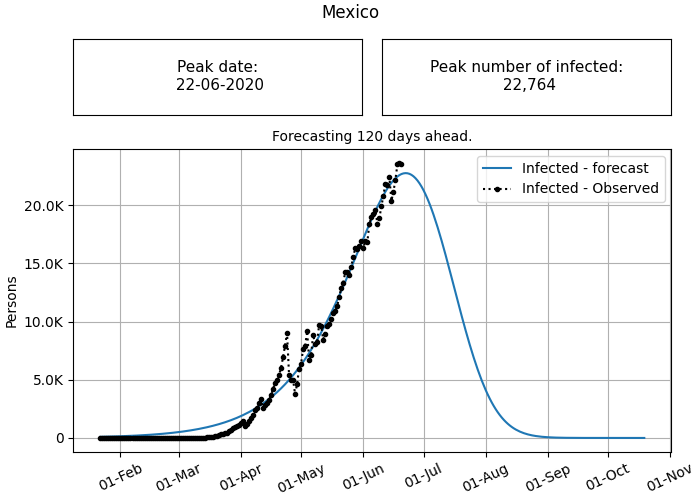 Mexico
Peak date:
22-06-2020
Peak number of infected:
22,764
Forecasting 120 days ahead.
Infected - forecast
Infected - Observed
Persons
20.0K
15.0K
10.0K
5.0K
0
01-Feb
01-Mar
01-Apr
01-May
01-Jun
01-Jul
01-Aug
01-Sep
01-Oct
01-Nov